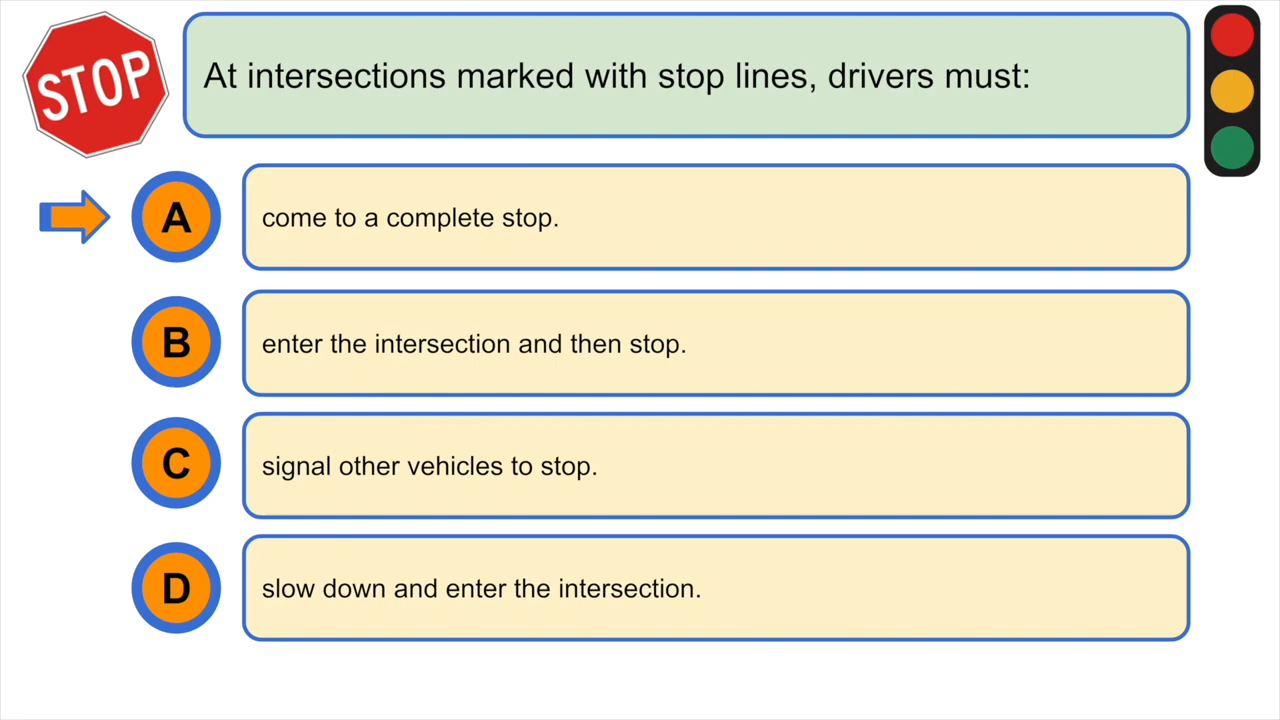 STOP
At intersections marked with stop lines, drivers must:
A
come to a complete stop.
B
enter the intersection and then stop.
C
signal other vehicles to stop.
D
slow down and enter the intersection.